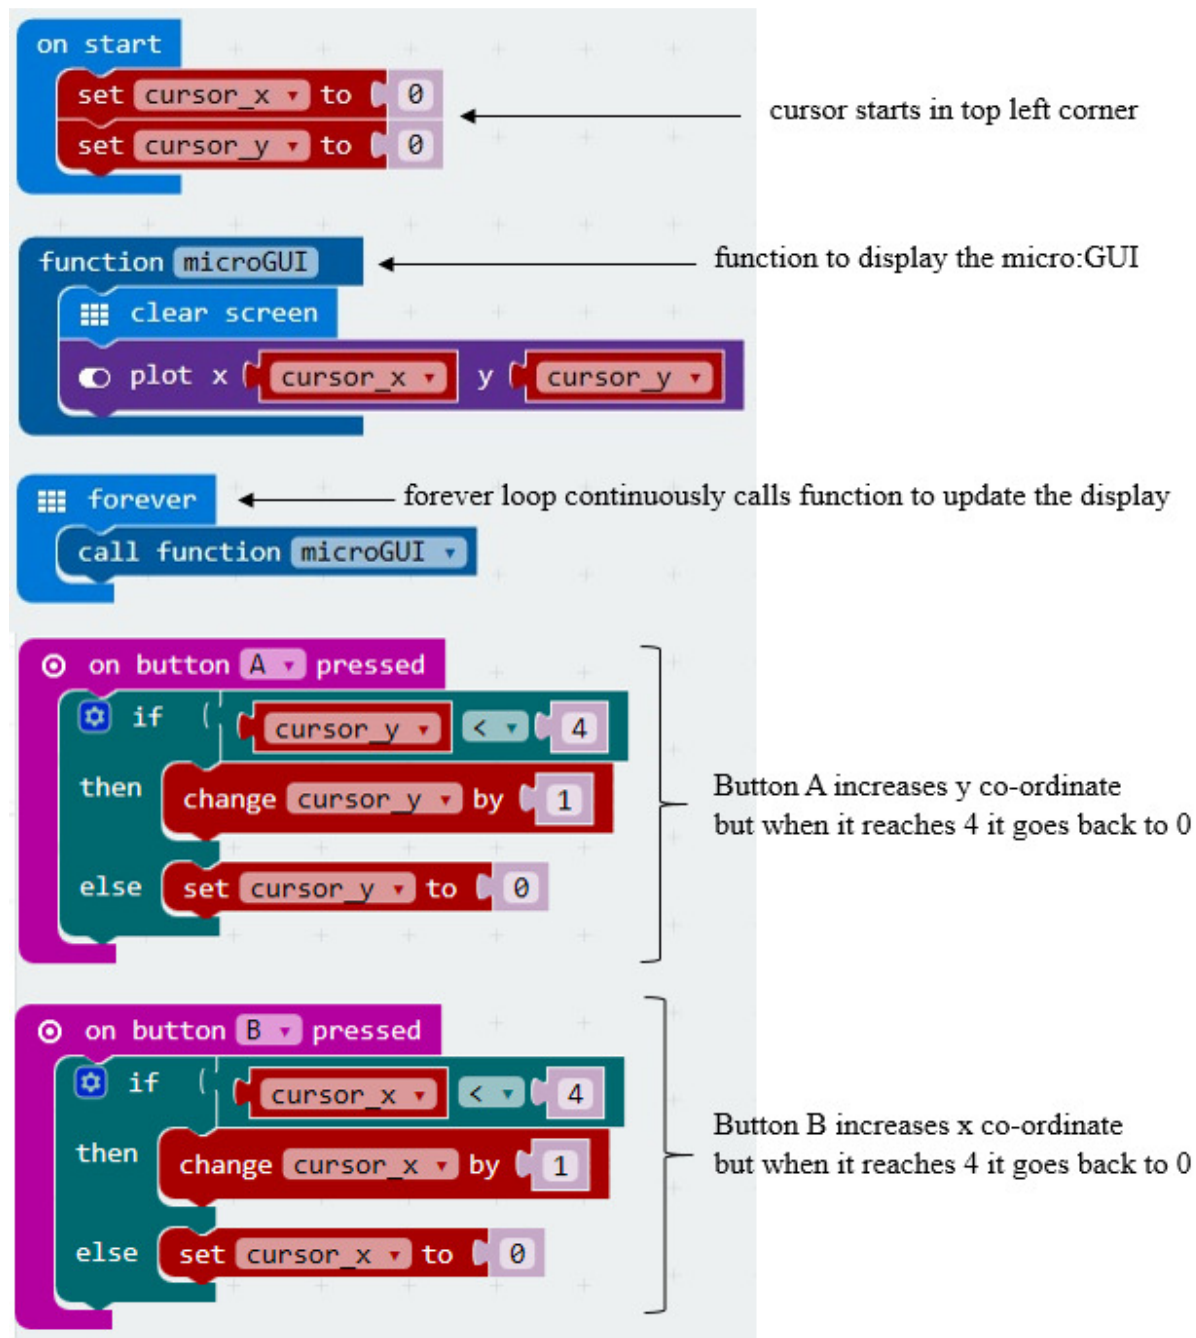 on start
set cursor_x to 0
cursor starts in top left corner
set cursor_y to 0
function microGUI
function to display the micro:GUI
clear screen
plot x cursor_x y cursor_y
forever
forever loop continuously calls function to update the display
call function microGUI
on button A pressed
if cursor_y < 4
then change cursor_y by 1
Button A increases y co-ordinate
but when it reaches 4 it goes back to 0
else set cursor_y to 0
on button B pressed
if cursor_x < 4
then change cursor_x by 1
Button B increases x co-ordinate
but when it reaches 4 it goes back to 0
else set cursor_x to 0